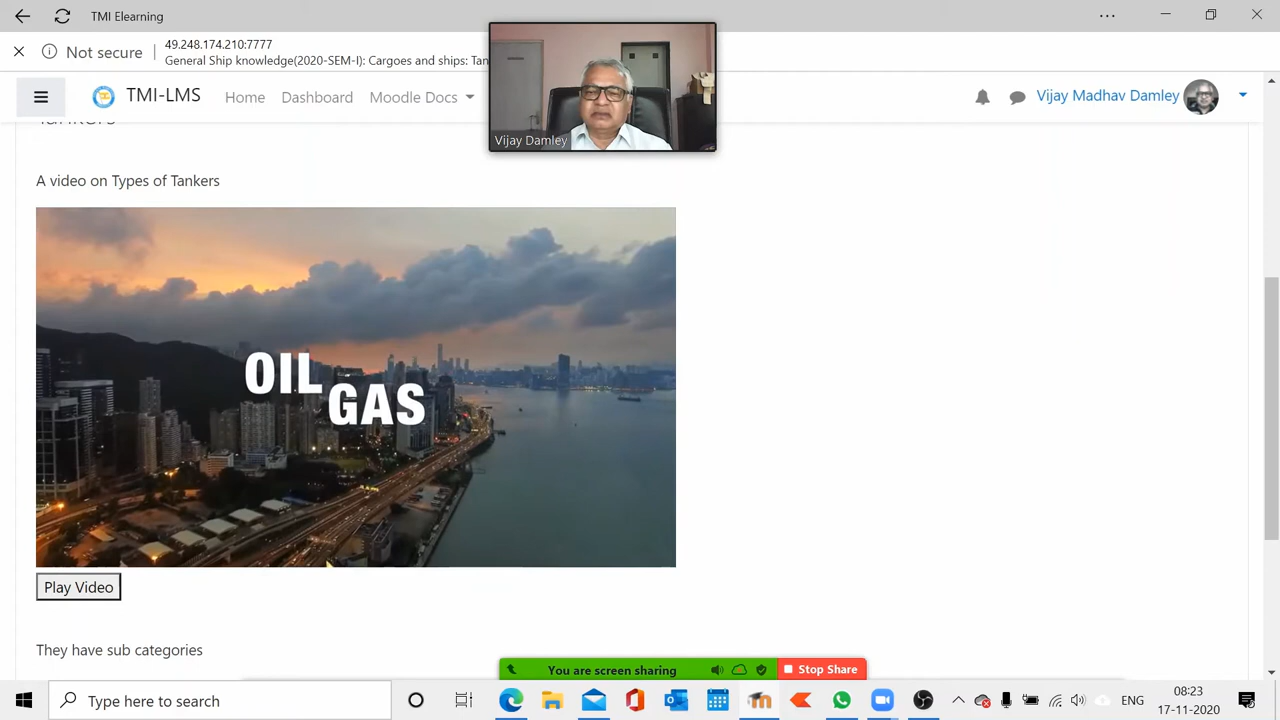 TMI Elearning
Not secure
49.248.174.210:7777
General Ship knowledge(2020-SEM-I): Cargoes and ships: Tan
TMI-LMS
Home
Dashboard
Moodle Docs
Vijay Madhav Damley
Vijay Damley
A video on Types of Tankers
OIL
GAS
Play Video
They have sub categories
You are screen sharing
Stop Share
Type here to search
ENG
08:23
17-11-2020